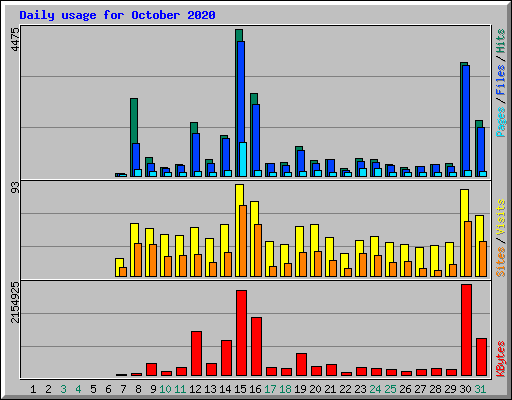 Daily usage for October 2020
4475
Pages / Files / Hits
93
Sites / Visits
2154925
KBytes
1 2 3 4 5 6 7 8 9 10 11 12 13 14 15 16 17 18 19 20 21 22 23 24 25 26 27 28 29 30 31